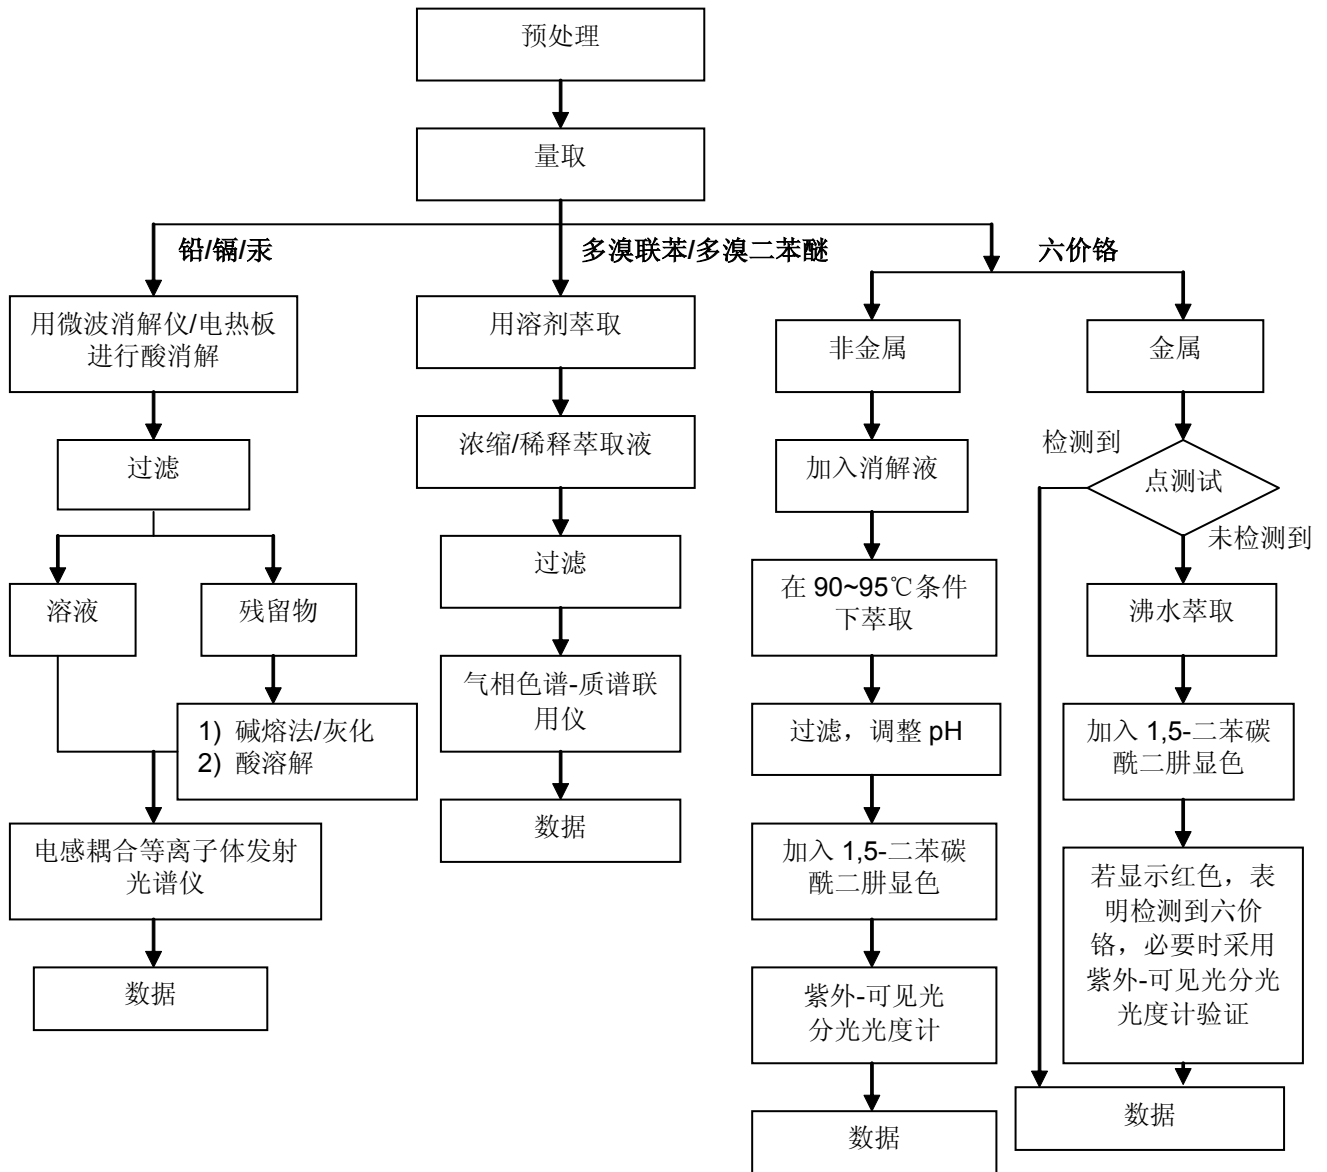 预处理
量取
铅/镉/汞
多溴联苯/多溴二苯醚
六价铬
用微波消解仪/电热板
进行酸消解
过滤
溶液
残留物
1) 碱熔法/灰化
2) 酸溶解
电感耦合等离子体发射
光谱仪
数据
用溶剂萃取
浓缩/稀释萃取液
过滤
气相色谱-质谱联
用仪
数据
非金属
加入消解液
在 90~95℃条件
下萃取
过滤，调整 pH
加入 1,5-二苯碳
酰二肼显色
紫外-可见光
分光光度计
数据
金属
检测到
点测试
未检测到
沸水萃取
加入 1,5-二苯碳
酰二肼显色
若显示红色，表
明检测到六价
铬，必要时采用
紫外-可见光分光
光度计验证
数据